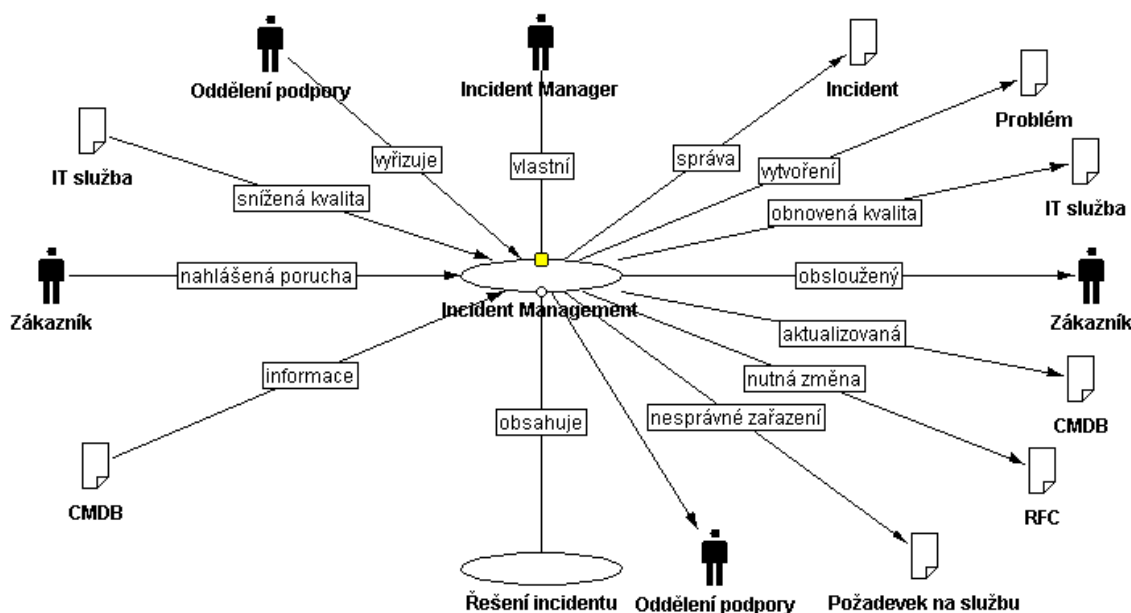 Oddělení podpory
Incident Manager
Incident
Problém
IT služba
vyřizuje
vlastní
správa
vytvoření
snížená kvalita
obnovená kvalita
IT služba
nahlášená porucha
obsloužený
Zákazník
Incident Management
Zákazník
aktualizovaná
informace
nutná změna
obsahuje
nesprávné zařazení
CMDB
CMDB
RFC
Řešení incidentu
Oddělení podpory
Požadevek na službu